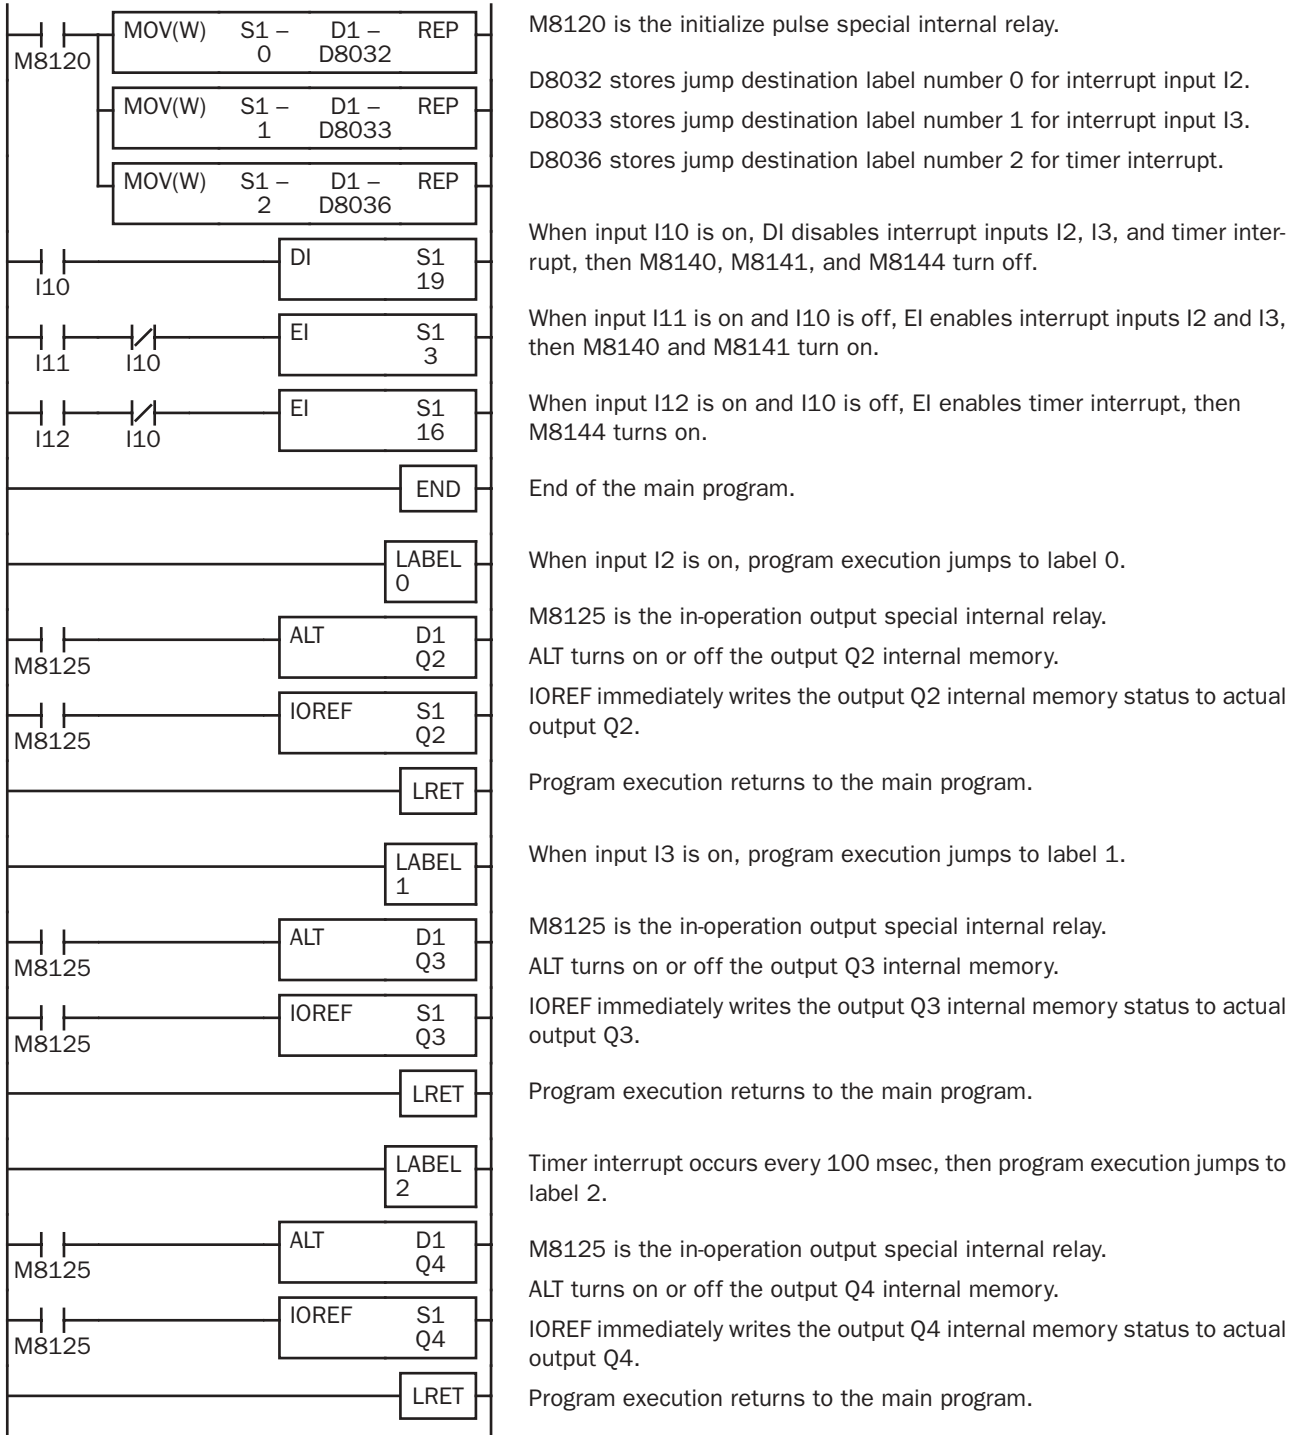 MOV(W) S1 – D1 – REP
0 D8032
M8120
M8120 is the initialize pulse special internal relay.
D8032 stores jump destination label number 0 for interrupt input I2.
MOV(W) S1 – D1 – REP
1 D8033
D8033 stores jump destination label number 1 for interrupt input I3.
MOV(W) S1 – D1 – REP
2 D8036
D8036 stores jump destination label number 2 for timer interrupt.
DI S1
19
I10
When input I10 is on, DI disables interrupt inputs I2, I3, and timer inter-
rupt, then M8140, M8141, and M8144 turn off.
EI S1
3
I11 I10
When input I11 is on and I10 is off, EI enables interrupt inputs I2 and I3,
then M8140 and M8141 turn on.
EI S1
16
I12 I10
When input I12 is on and I10 is off, EI enables timer interrupt, then
M8144 turns on.
END
End of the main program.
LABEL
0
When input I2 is on, program execution jumps to label 0.
M8125 is the in-operation output special internal relay.
ALT D1
Q2
M8125
ALT turns on or off the output Q2 internal memory.
IOREF S1
Q2
M8125
IOREF immediately writes the output Q2 internal memory status to actual
output Q2.
LRET
Program execution returns to the main program.
LABEL
1
When input I3 is on, program execution jumps to label 1.
M8125 is the in-operation output special internal relay.
ALT D1
Q3
M8125
ALT turns on or off the output Q3 internal memory.
IOREF S1
Q3
M8125
IOREF immediately writes the output Q3 internal memory status to actual
output Q3.
LRET
Program execution returns to the main program.
LABEL
2
Timer interrupt occurs every 100 msec, then program execution jumps to
label 2.
ALT D1
Q4
M8125
M8125 is the in-operation output special internal relay.
ALT turns on or off the output Q4 internal memory.
IOREF S1
Q4
M8125
IOREF immediately writes the output Q4 internal memory status to actual
output Q4.
LRET
Program execution returns to the main program.